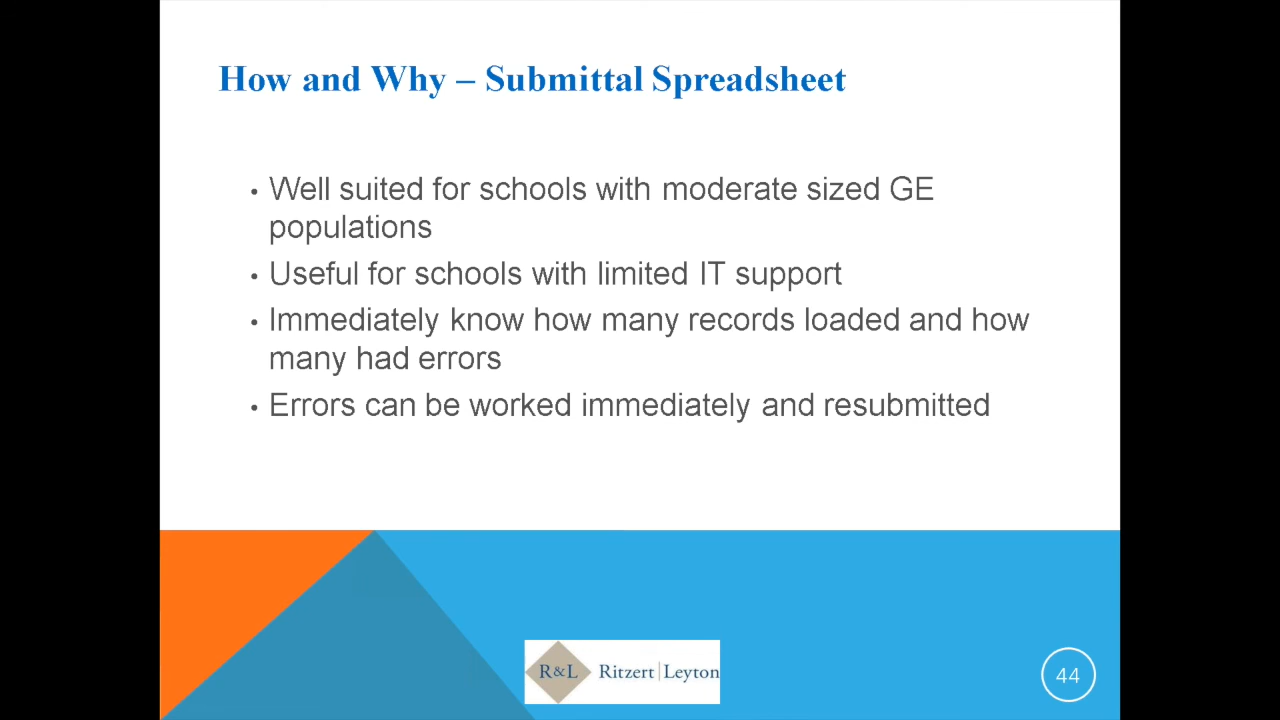 How and Why – Submittal Spreadsheet
• Well suited for schools with moderate sized GE
populations
• Useful for schools with limited IT support
• Immediately know how many records loaded and how
many had errors
• Errors can be worked immediately and resubmitted
R&L Ritzert|Leyton
44